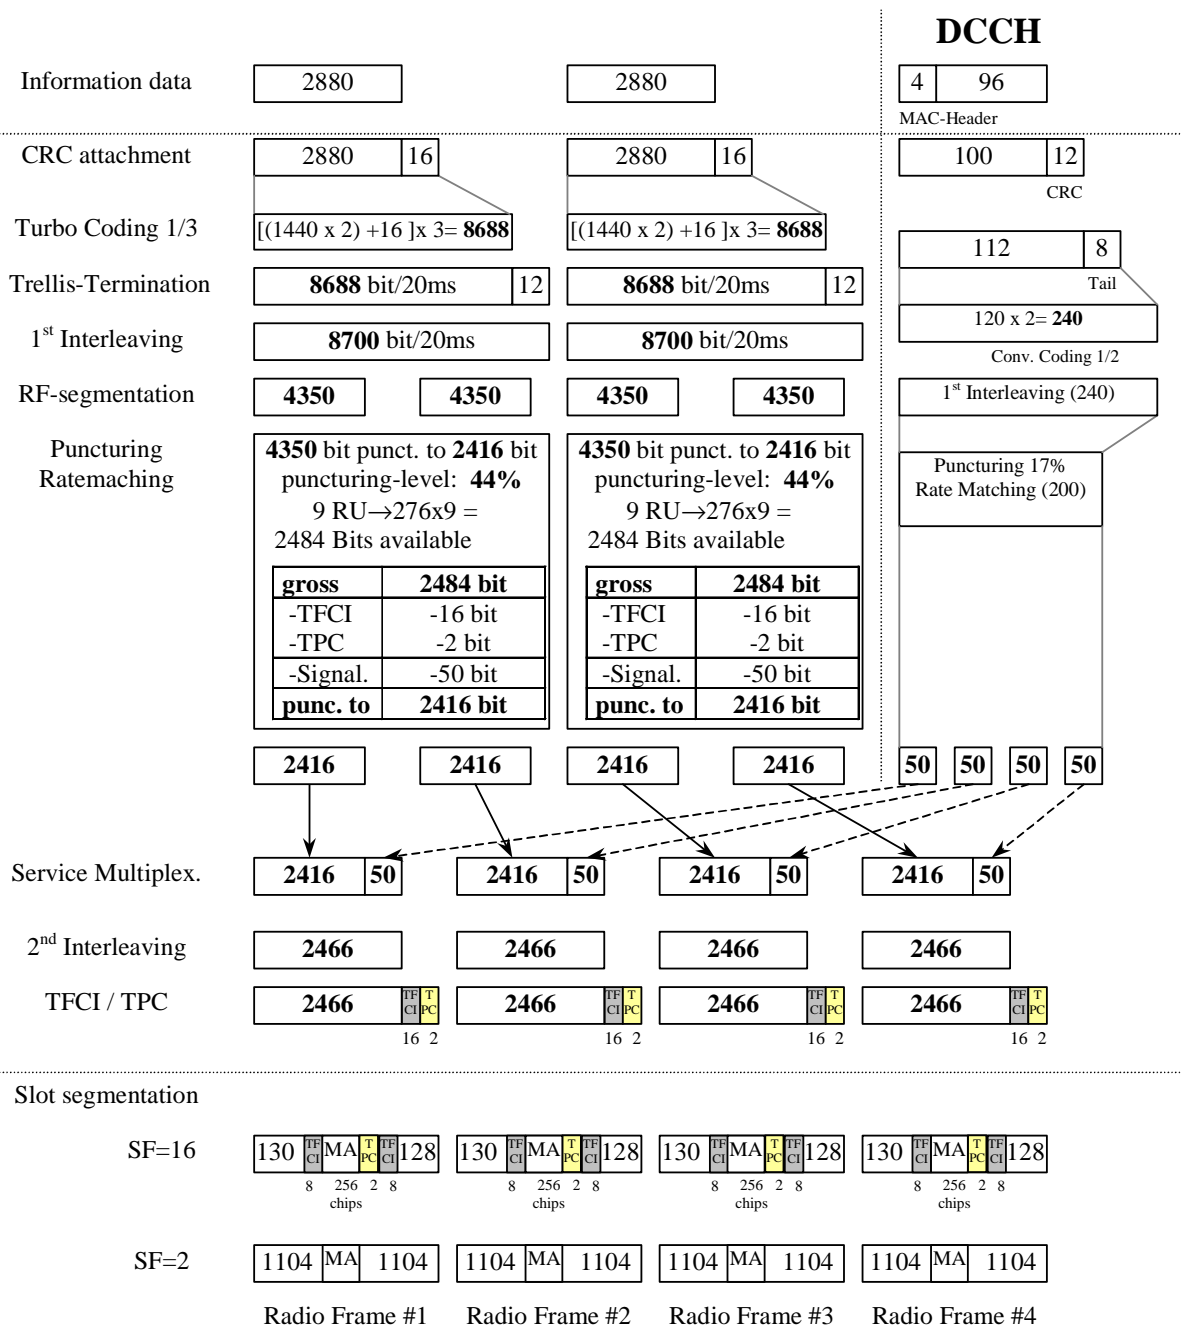 DCCH
Information data 2880 2880 4 96
MAC-Header
CRC attachment 2880 16 2880 16 100 12
CRC
Turbo Coding 1/3 [(1440 x 2) +16 ]x 3= 8688 [(1440 x 2) +16 ]x 3= 8688
112 8
Tail
Trellis-Termination 8688 bit/20ms 12 8688 bit/20ms 12
120 x 2= 240
Conv. Coding 1/2
1st Interleaving 8700 bit/20ms 8700 bit/20ms
RF-segmentation 4350 4350 4350 4350 1st Interleaving (240)
Puncturing
Ratemaching
4350 bit punct. to 2416 bit
puncturing-level: 44%
9 RU→276x9 =
2484 Bits available
gross 2484 bit
-TFCI -16 bit
-TPC -2 bit
-Signal. -50 bit
punc. to 2416 bit
4350 bit punct. to 2416 bit
puncturing-level: 44%
9 RU→276x9 =
2484 Bits available
gross 2484 bit
-TFCI -16 bit
-TPC -2 bit
-Signal. -50 bit
punc. to 2416 bit
Puncturing 17%
Rate Matching (200)
2416 2416 2416 2416 50 50 50 50
Service Multiplex. 2416 50 2416 50 2416 50 2416 50
2nd Interleaving 2466 2466 2466 2466
TFCI / TPC 2466 TF CI T PC 2466 TF CI T PC 2466 TF CI T PC 2466 TF CI T PC
16 2 16 2 16 2 16 2
Slot segmentation
SF=16 130 TF CI MA T PC TF CI 128 130 TF CI MA T PC TF CI 128 130 TF CI MA T PC TF CI 128 130 TF CI MA T PC TF CI 128
8 256 2 8 8 256 2 8 8 256 2 8 8 256 2 8
chips chips chips chips
SF=2 1104 MA 1104 1104 MA 1104 1104 MA 1104 1104 MA 1104
Radio Frame #1 Radio Frame #2 Radio Frame #3 Radio Frame #4